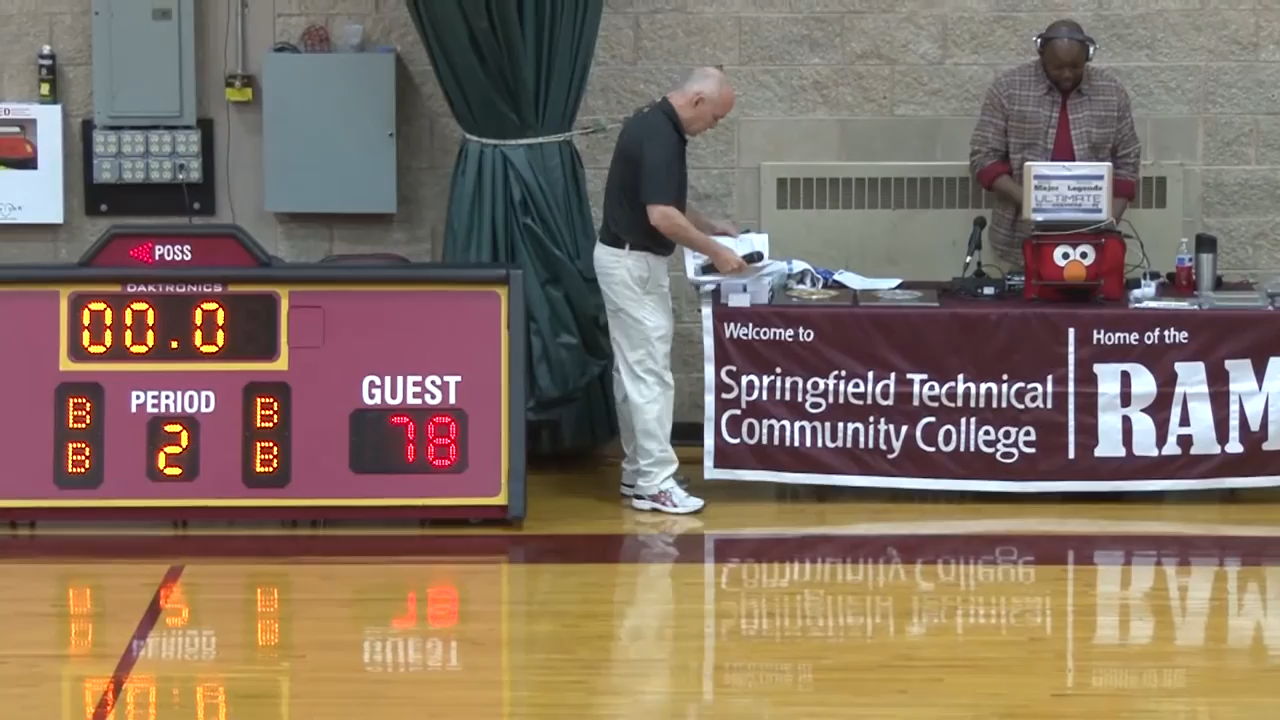 POSS
DAKTRONICS
00.0
B
B
PERIOD
2
B
B
GUEST
78
Major Legends
ULTIMATE
Welcome to
Springfield Technical
Community College
Home of the
RAM